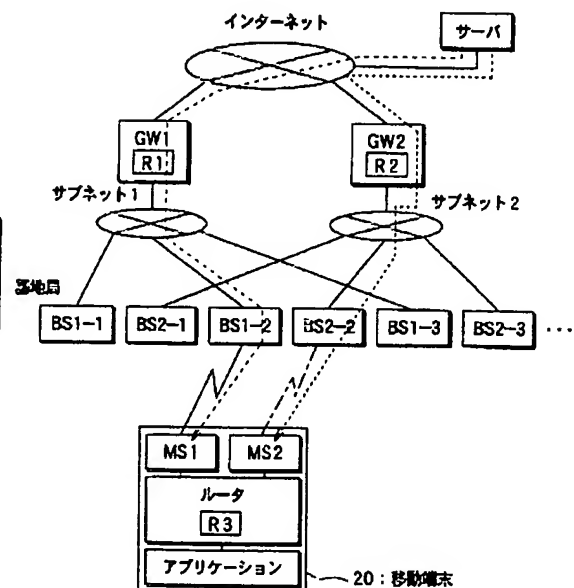 インターネット
サーバ
GW1
R1
GW2
R2
サブネット1
サブネット2
基地局
BS1-1
BS2-1
BS1-2
BS2-2
BS1-3
BS2-3
...
MS1
MS2
ルータ
R3
アプリケーション
20:移動端末